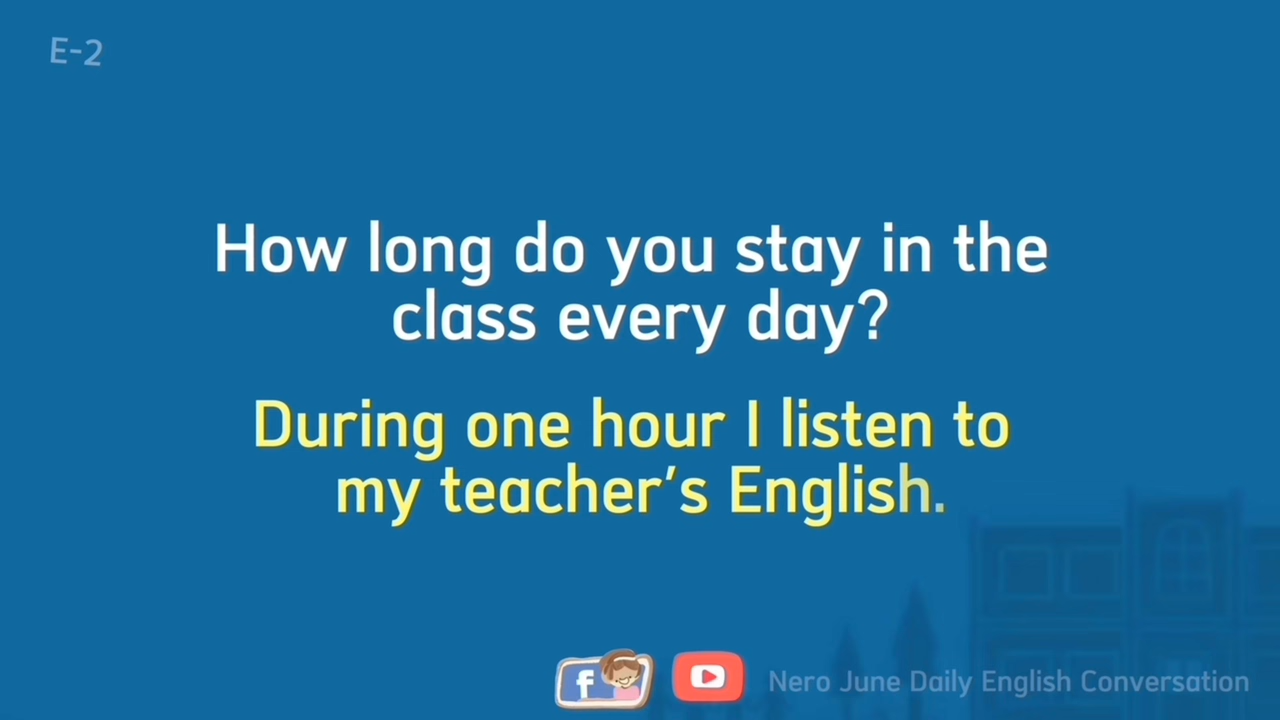 E-2
How long do you stay in the
class every day?
During one hour I listen to
my teacher's English.
f
Nero June Daily English Conversation